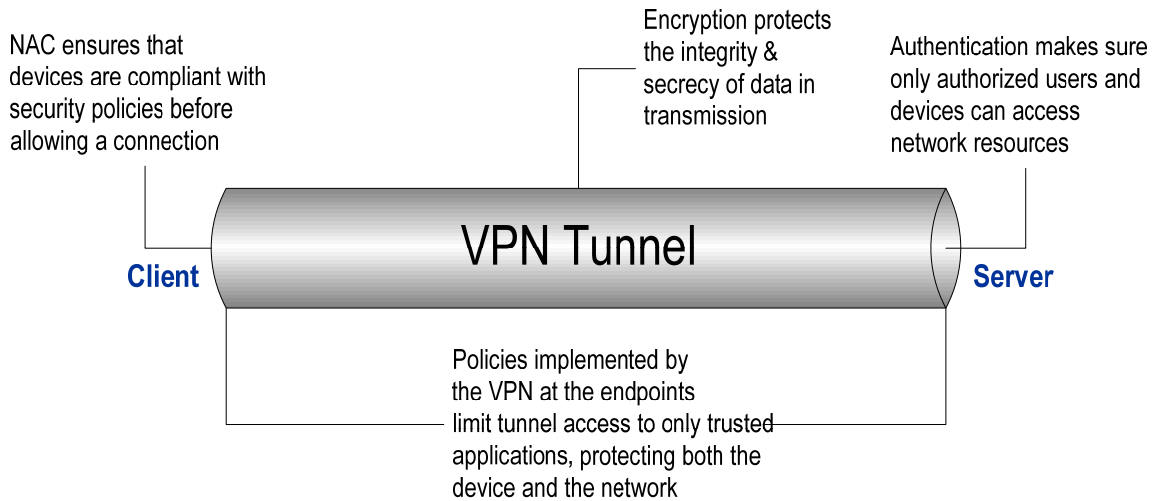 NAC ensures that
devices are compliant with
security policies before
allowing a connection
Encryption protects
the integrity &
secrecy of data in
transmission
Authentication makes sure
only authorized users and
devices can access
network resources
VPN Tunnel
Client
Server
Policies implemented by
the VPN at the endpoints
limit tunnel access to only trusted
applications, protecting both the
device and the network